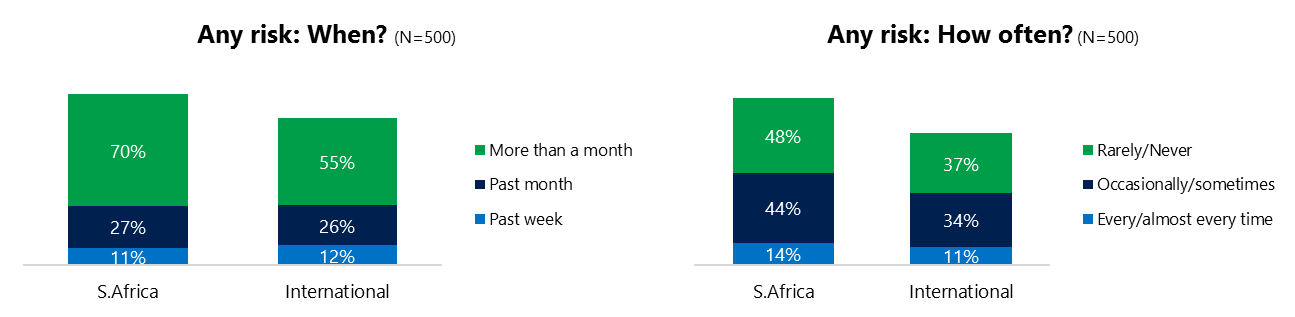 Any risk: When? (N=500)
70%
55%
27%
26%
11%
12%
S.Africa
International
More than a month
Past month
Past week
Any risk: How often? (N=500)
48%
37%
44%
34%
14%
11%
S.Africa
International
Rarely/Never
Occasionally/sometimes
Every/almost every time